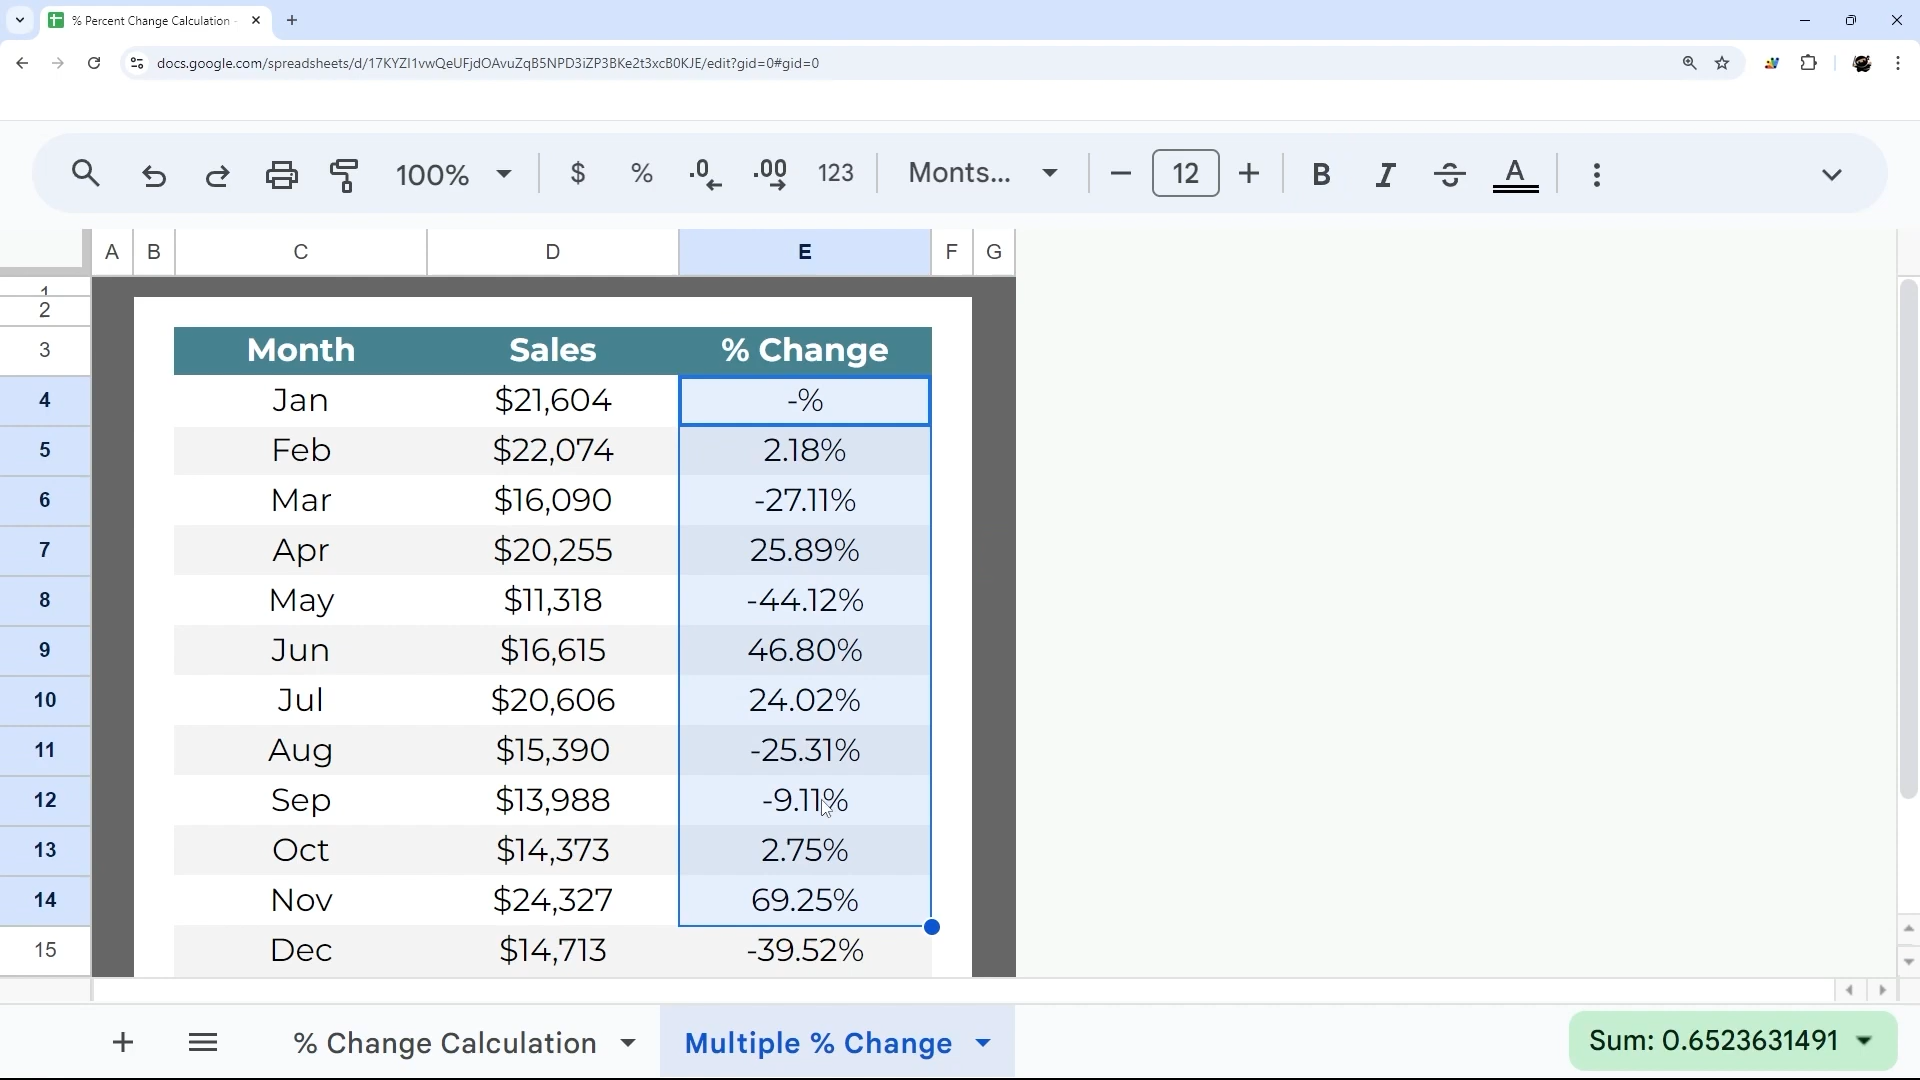 % Percent Change Calculation -
docs.google.com/spreadsheets/d/17KYZI1vwQeUFjdOAvuZqB5NPD3iZP3BKe2t3xcB0KJE/edit?gid=0#gid=0
100% $ % .0 .00 123 Monts... − 12 + B I S A
A B C D E F G
1
2
3 Month Sales % Change
4 Jan $21,604 -%
5 Feb $22,074 2.18%
6 Mar $16,090 -27.11%
7 Apr $20,255 25.89%
8 May $11,318 -44.12%
9 Jun $16,615 46.80%
10 Jul $20,606 24.02%
11 Aug $15,390 -25.31%
12 Sep $13,988 -9.11%
13 Oct $14,373 2.75%
14 Nov $24,327 69.25%
15 Dec $14,713 -39.52%
% Change Calculation Multiple % Change Sum: 0.6523631491